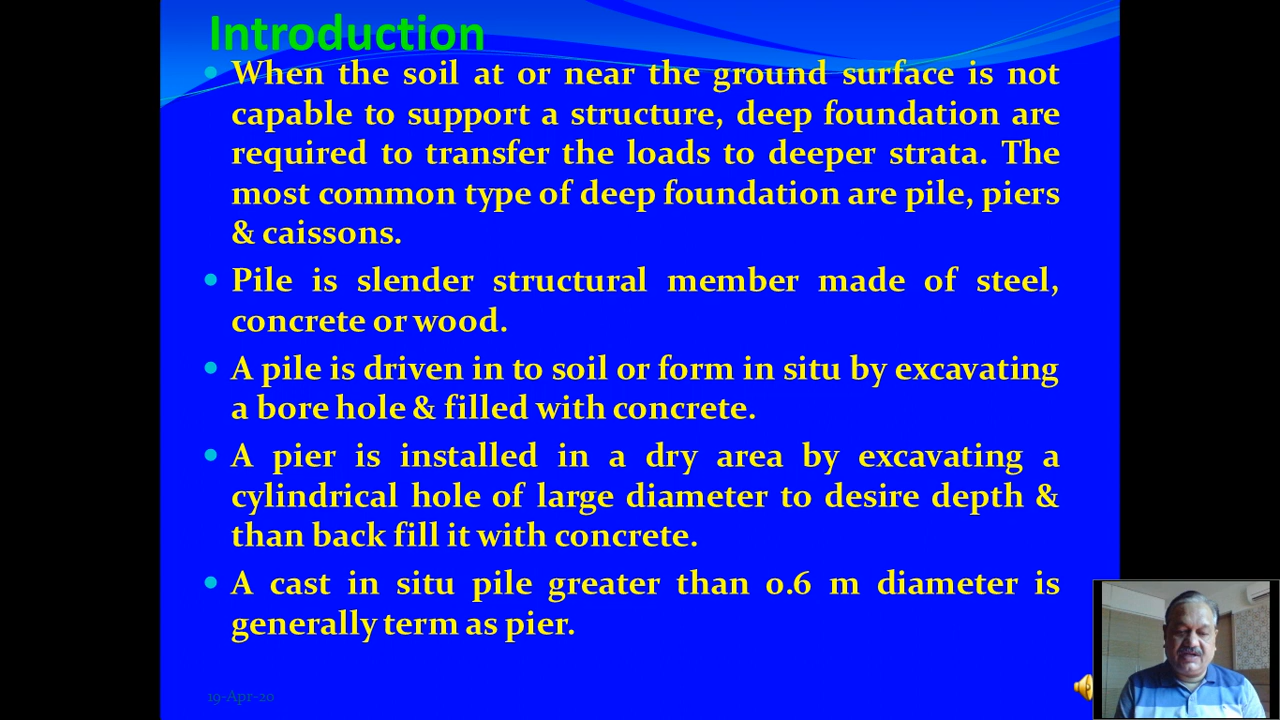 Introduction
• When the soil at or near the ground surface is not
capable to support a structure, deep foundation are
required to transfer the loads to deeper strata. The
most common type of deep foundation are pile, piers
& caissons.
• Pile is slender structural member made of steel,
concrete or wood.
• A pile is driven in to soil or form in situ by excavating
a bore hole & filled with concrete.
• A pier is installed in a dry area by excavating a
cylindrical hole of large diameter to desire depth &
than back fill it with concrete.
• A cast in situ pile greater than 0.6 m diameter is
generally term as pier.
19-Apr-20